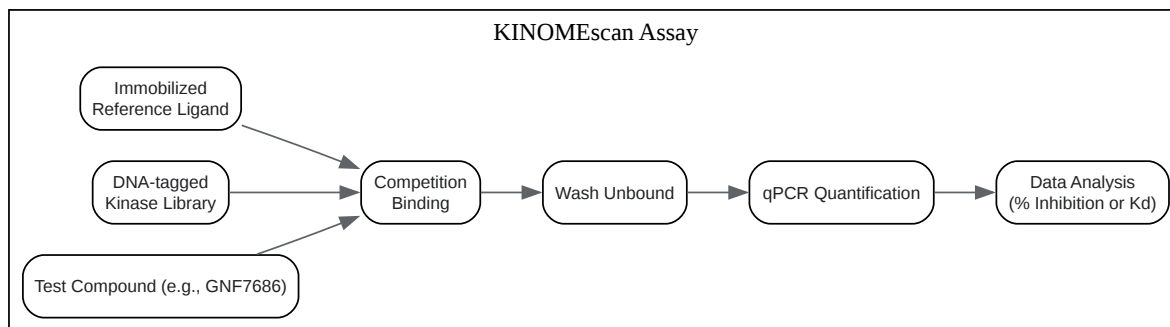 KINOMEscan Assay
Immobilized
Reference Ligand
DNA-tagged
Kinase Library
Test Compound (e.g., GNF7686)
Competition
Binding
Wash Unbound
qPCR Quantification
Data Analysis
(% Inhibition or Kd)